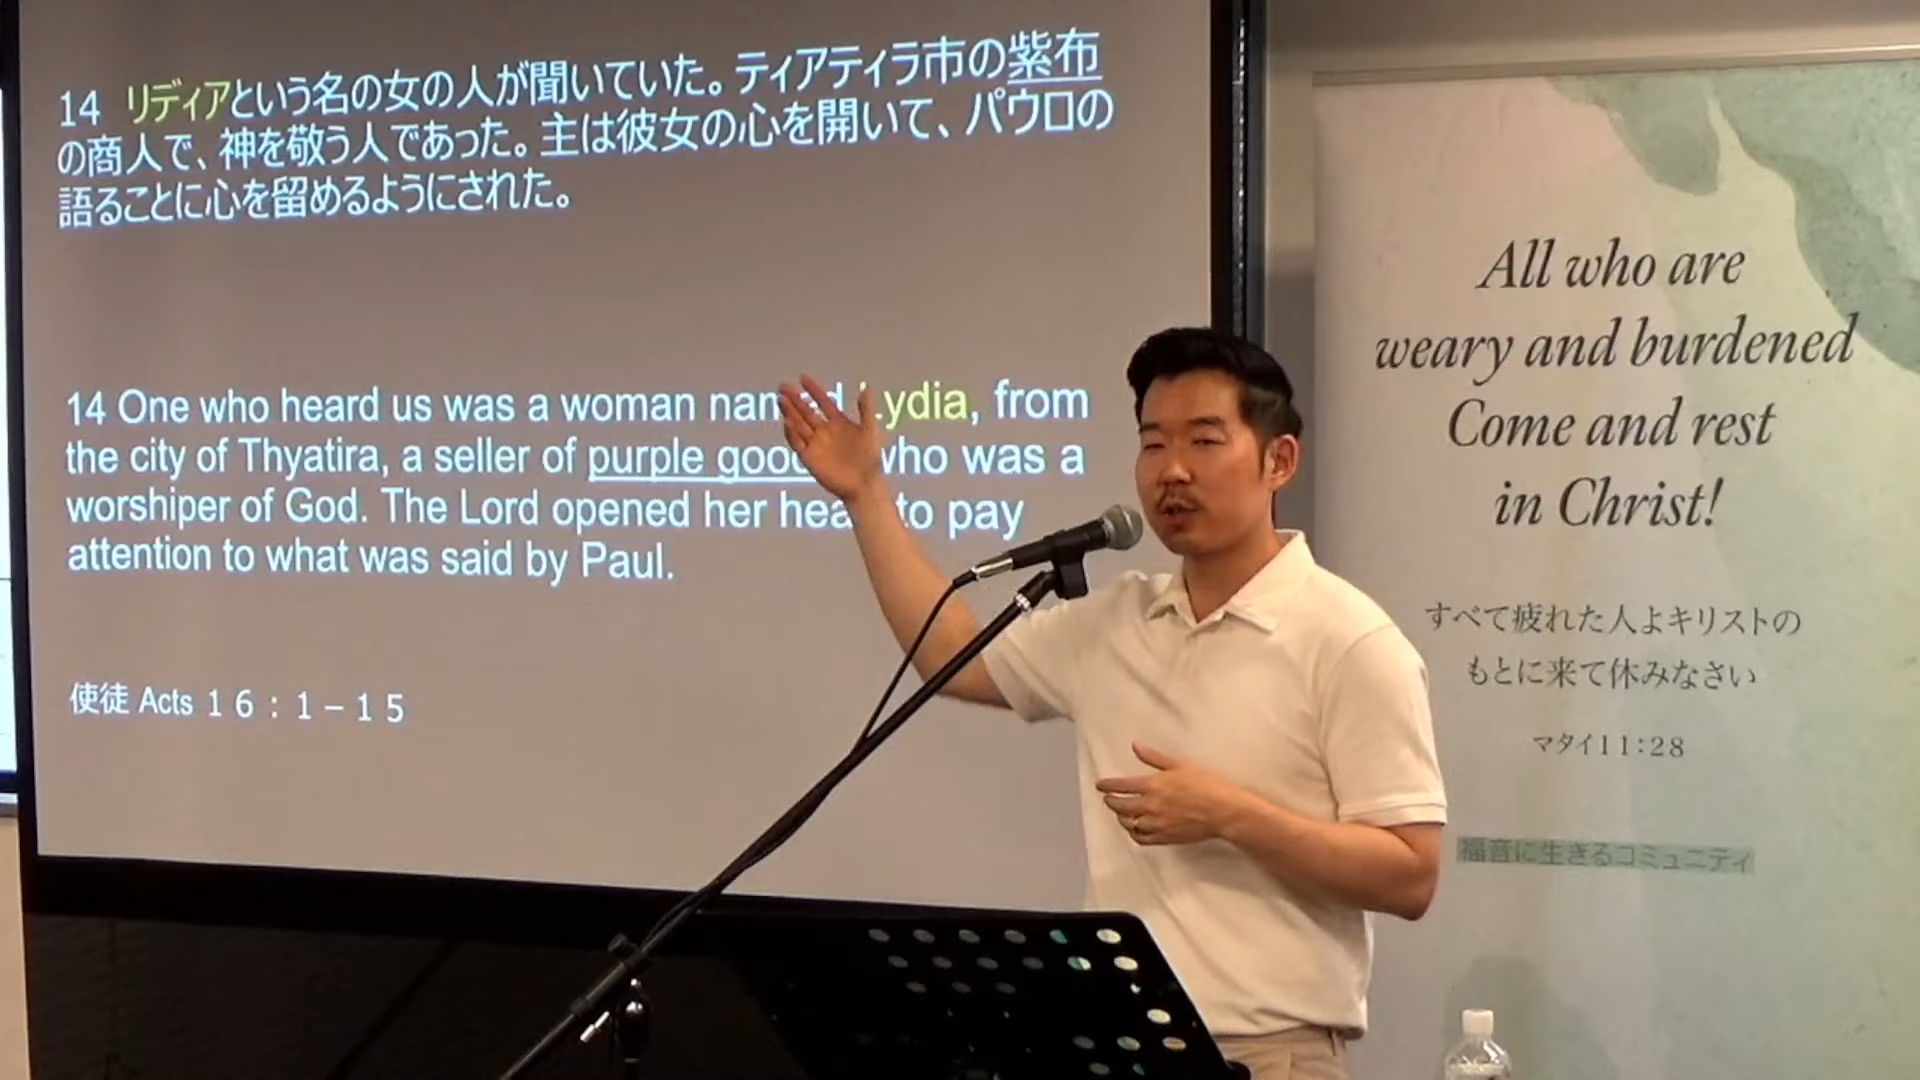 14 リディアという名の女の人が聞いていた。ティアティラ市の紫布
の商人で、神を敬う人であった。主は彼女の心を開いて、パウロの
語ることに心を留めるようにされた。
14 One who heard us was a woman Lydia, from
the city of Thyatira, a seller of purple who was a
worshiper of God. The Lord opened her to pay
attention to what was said by Paul.
使徒 Acts 16:1–15
All who are
weary and burdened
Come and rest
in Christ!
すべて疲れた人よキリストの
もとに来て休みなさい
マタイ11:28
福音に生きるコミュニティ